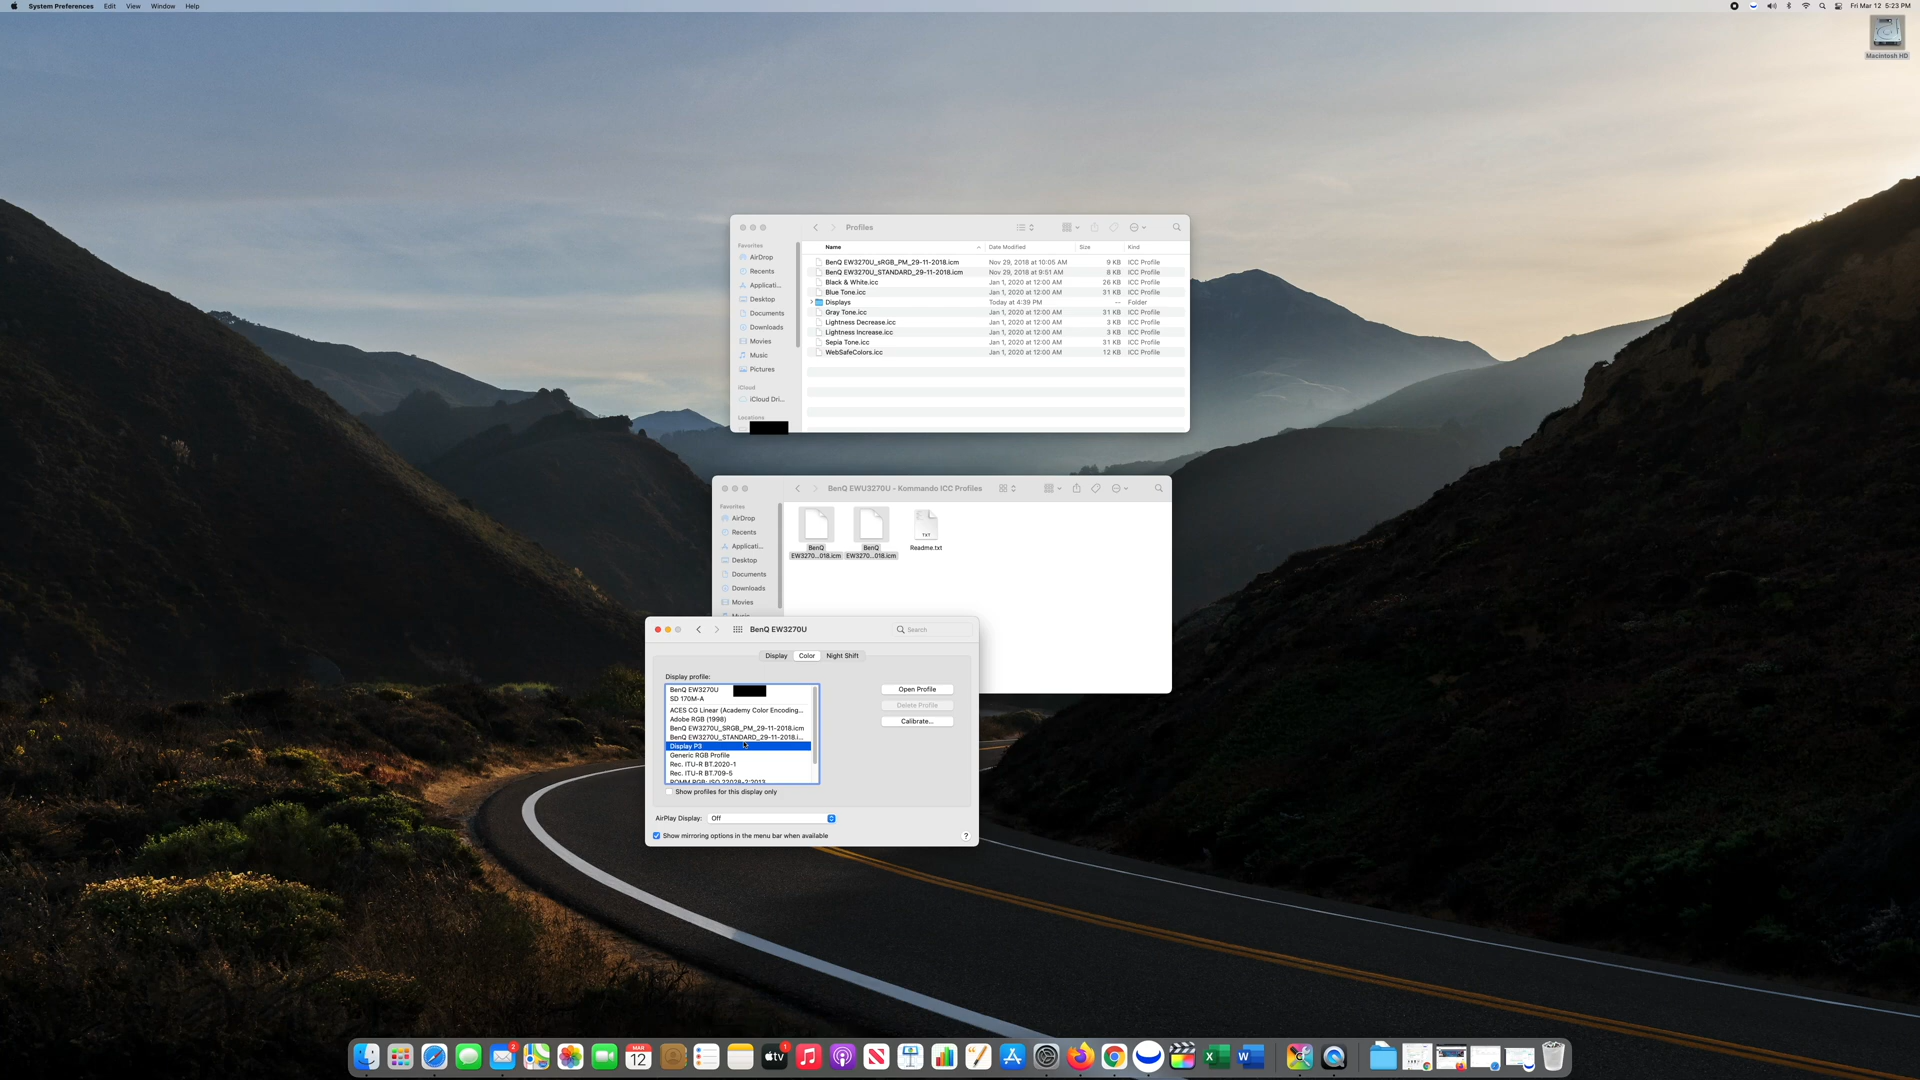 System Preferences Edit View Window Help
Fri Mar 12 5:23 PM
Macintosh HD
Profiles
Favorites
AirDrop
Recents
Applicati...
Desktop
Documents
Downloads
Movies
Music
Pictures
iCloud
iCloud Dri...
Locations
Name Date Modified Size Kind
BenQ EW3270U_sRGB_PM_29-11-2018.icm Nov 29, 2018 at 10:05 AM 9 KB ICC Profile
BenQ EW3270U_STANDARD_29-11-2018.icm Nov 29, 2018 at 9:51 AM 8 KB ICC Profile
Black & White.icc Jan 1, 2020 at 12:00 AM 26 KB ICC Profile
Blue Tone.icc Jan 1, 2020 at 12:00 AM 31 KB ICC Profile
Displays Today at 4:39 PM -- Folder
Gray Tone.icc Jan 1, 2020 at 12:00 AM 31 KB ICC Profile
Lightness Decrease.icc Jan 1, 2020 at 12:00 AM 3 KB ICC Profile
Lightness Increase.icc Jan 1, 2020 at 12:00 AM 3 KB ICC Profile
Sepia Tone.icc Jan 1, 2020 at 12:00 AM 31 KB ICC Profile
WebSafeColors.icc Jan 1, 2020 at 12:00 AM 12 KB ICC Profile
BenQ EWU3270U - Kommando ICC Profiles
Favorites
AirDrop
Recents
Applicati...
Desktop
Documents
Downloads
Movies
BenQ
EW3270...018.icm
BenQ
EW3270...018.icm
TXT
Readme.txt
BenQ EW3270U
Search
Display Color Night Shift
Display profile:
BenQ EW3270U
SD 170M-A
ACES CG Linear (Academy Color Encoding...
Adobe RGB (1998)
BenQ EW3270U_SRGB_PM_29-11-2018.icm
BenQ EW3270U_STANDARD_29-11-2018.i...
Display P3
Generic RGB Profile
Rec. ITU-R BT.2020-1
Rec. ITU-R BT.709-5
ROMM RGB: ISO 22028-2:2013
Open Profile
Delete Profile
Calibrate...
Show profiles for this display only
AirPlay Display: Off
Show mirroring options in the menu bar when available
?
2
MAR
12
tv
1
X
W